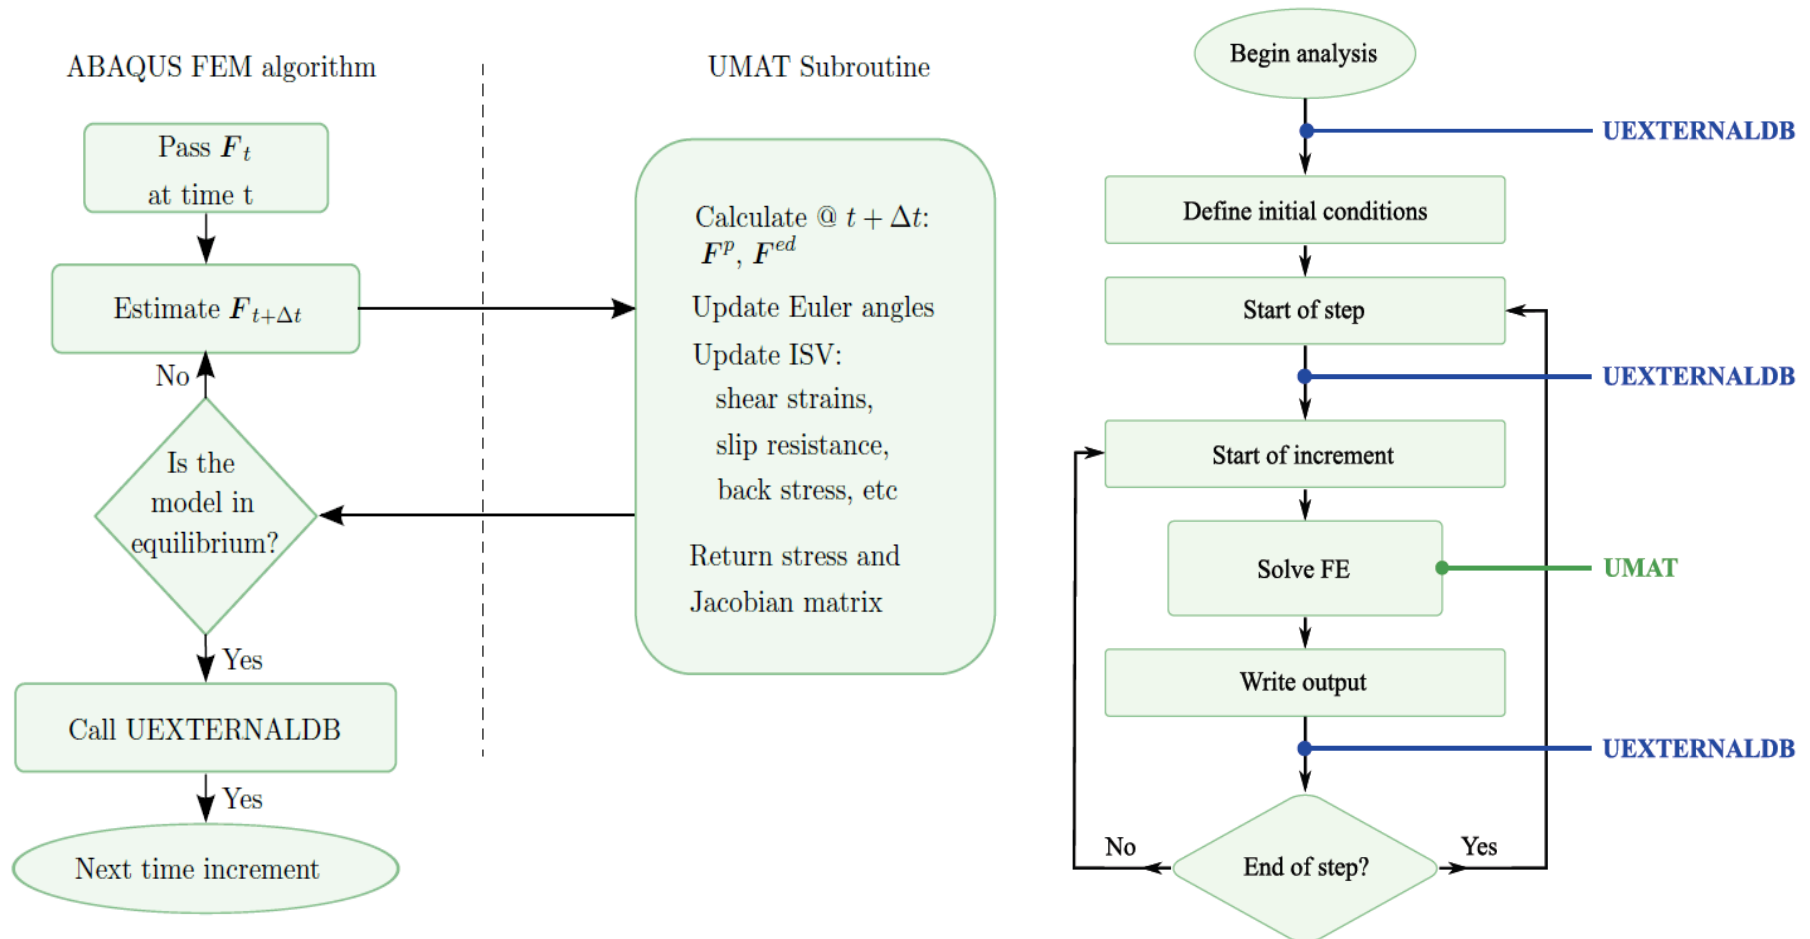 ABAQUS FEM algorithm
Pass F_t
at time t
Estimate F_{t+Δt}
No
Is the
model in
equilibrium?
Yes
Call UEXTERNALDB
Yes
Next time increment
UMAT Subroutine
Calculate @ t + Δt:
F^p, F^{ed}
Update Euler angles
Update ISV:
shear strains,
slip resistance,
back stress, etc
Return stress and
Jacobian matrix
Begin analysis
UEXTERNALDB
Define initial conditions
Start of step
UEXTERNALDB
Start of increment
Solve FE
UMAT
Write output
UEXTERNALDB
No
End of step?
Yes